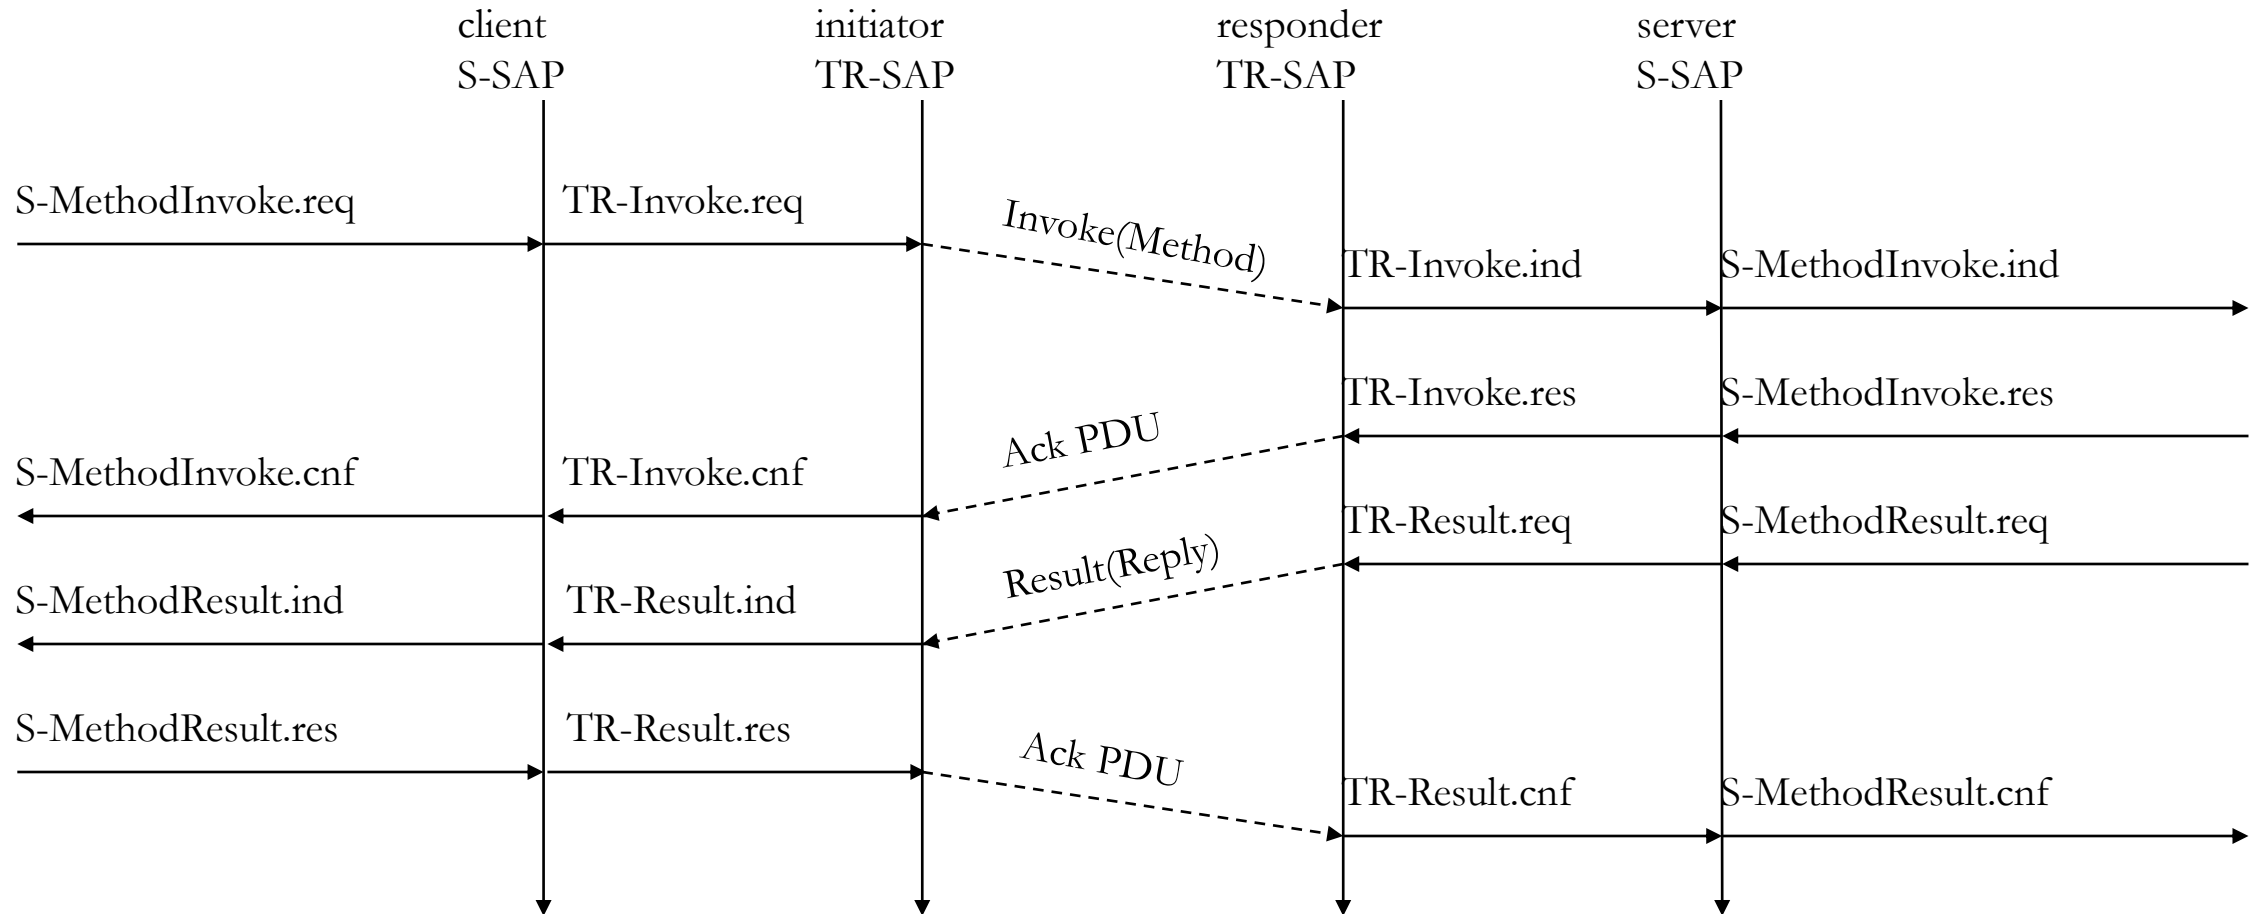 client
S-SAP
initiator
TR-SAP
responder
TR-SAP
server
S-SAP
S-MethodInvoke.req
TR-Invoke.req
Invoke(Method)
TR-Invoke.ind
S-MethodInvoke.ind
TR-Invoke.res
S-MethodInvoke.res
Ack PDU
S-MethodInvoke.cnf
TR-Invoke.cnf
TR-Result.req
S-MethodResult.req
Result(Reply)
S-MethodResult.ind
TR-Result.ind
S-MethodResult.res
TR-Result.res
Ack PDU
TR-Result.cnf
S-MethodResult.cnf